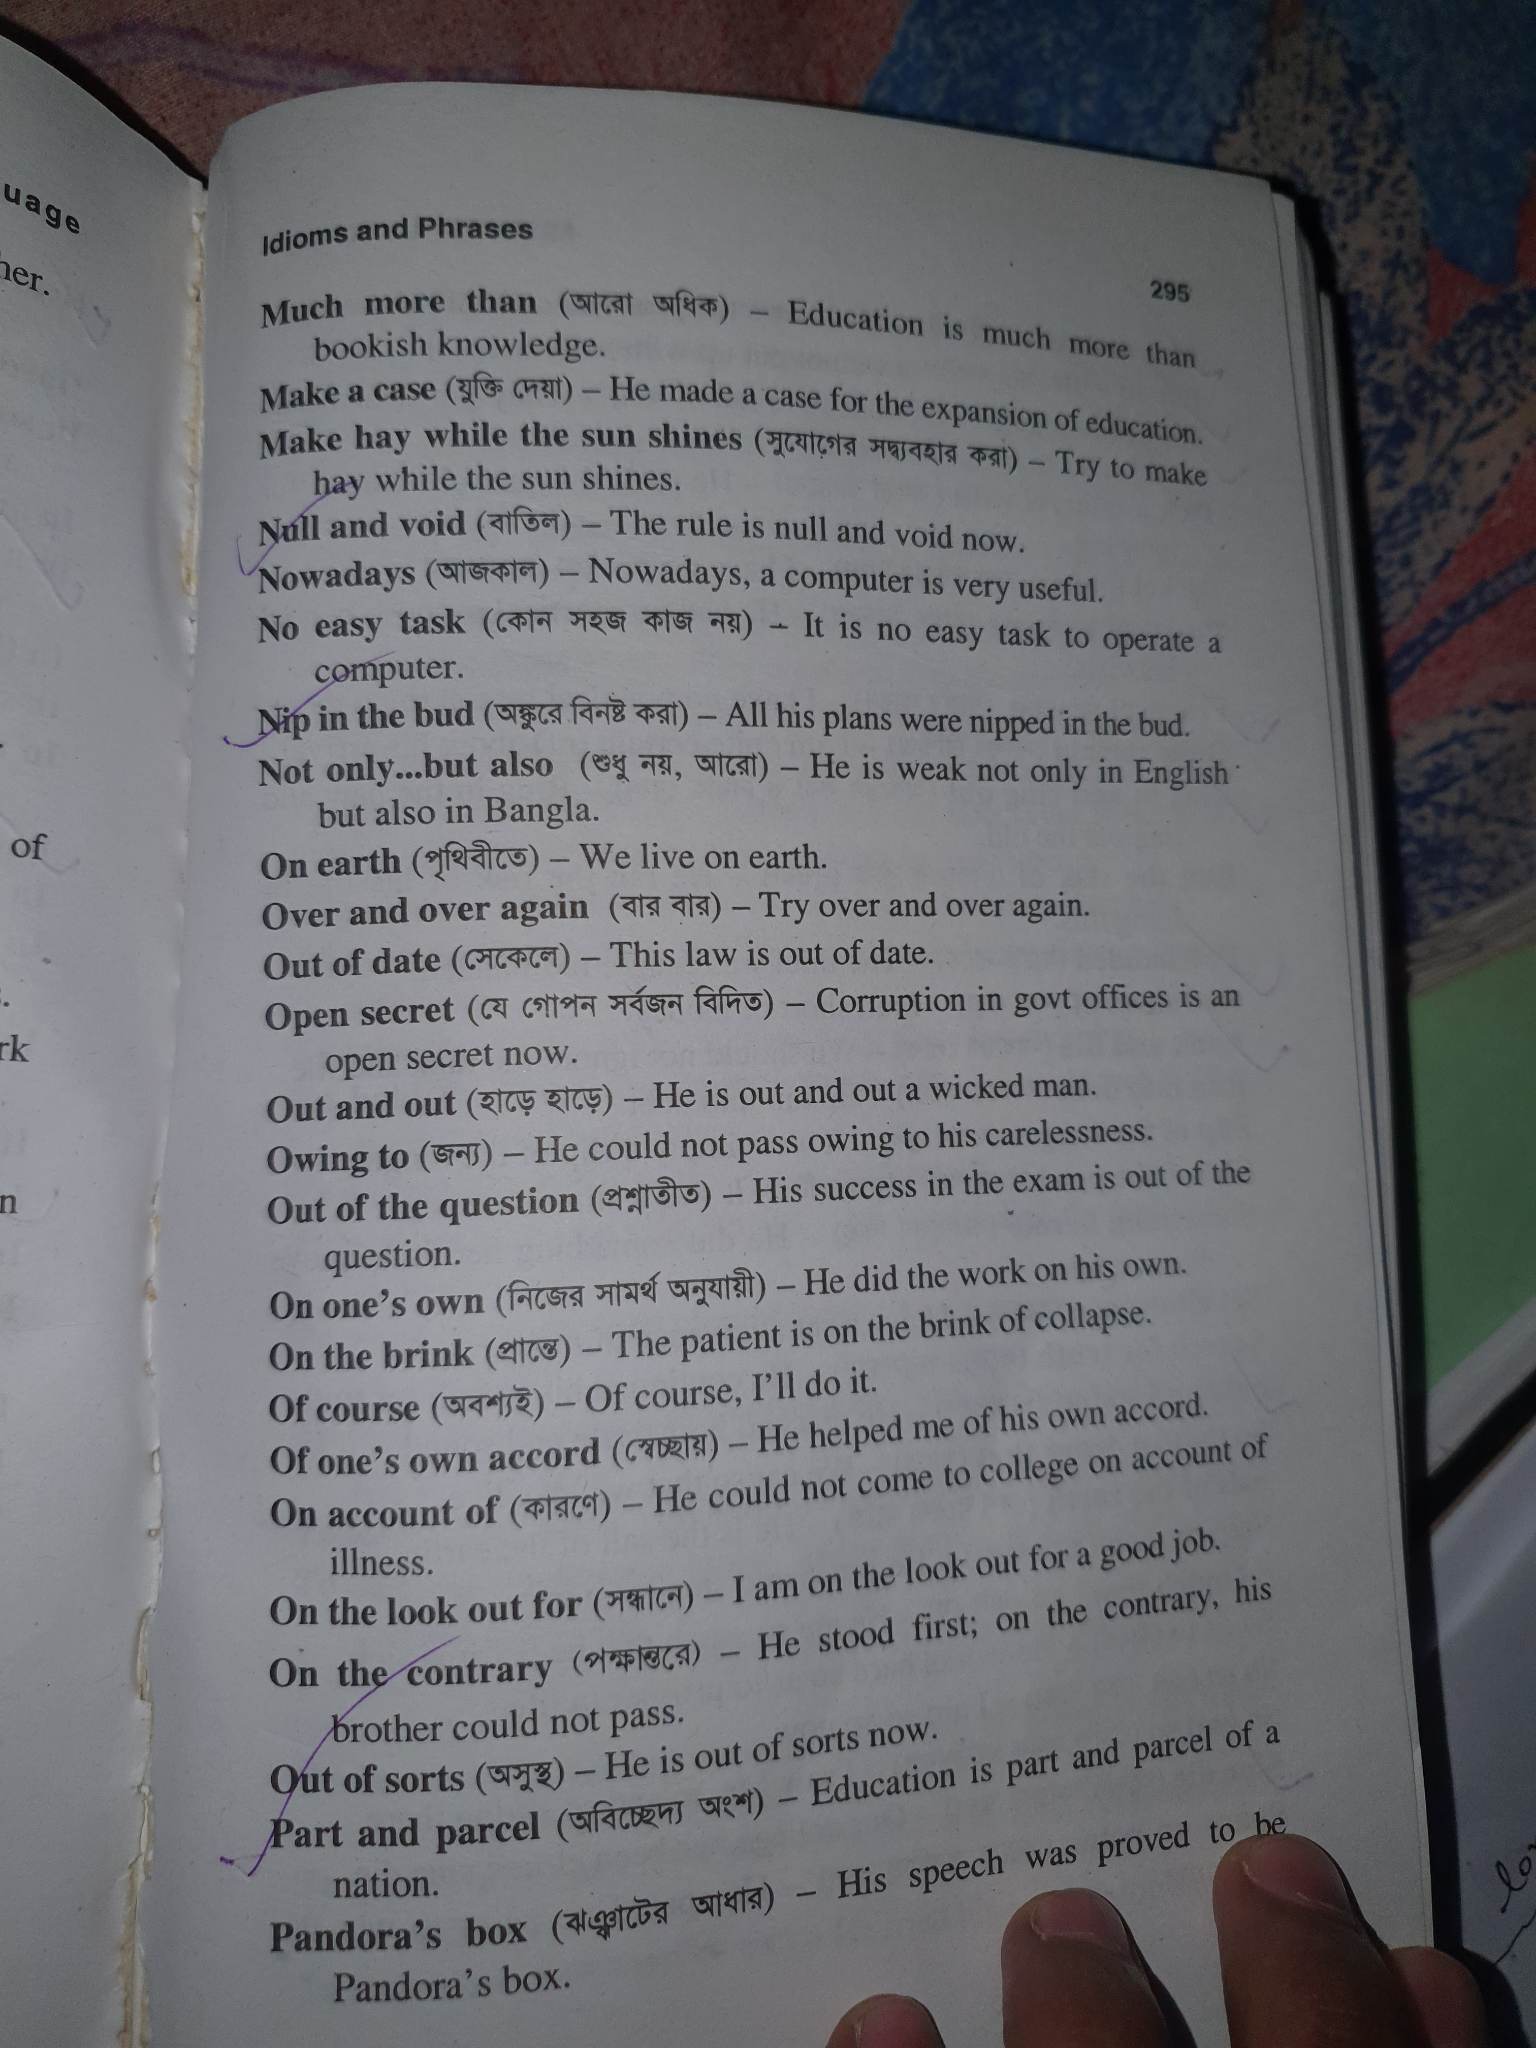 uage
her.
of
rk
n
Idioms and Phrases
295
Much more than (আরো অধিক) – Education is much more than
bookish knowledge.
Make a case (যুক্তি দেয়া) – He made a case for the expansion of education.
Make hay while the sun shines (সুযোগের সদ্ব্যবহার করা) – Try to make
hay while the sun shines.
Null and void (বাতিল) – The rule is null and void now.
Nowadays (আজকাল) – Nowadays, a computer is very useful.
No easy task (কোন সহজ কাজ নয়) – It is no easy task to operate a
computer.
Nip in the bud (অঙ্কুরে বিনষ্ট করা) – All his plans were nipped in the bud.
Not only...but also (শুধু নয়, আরো) – He is weak not only in English
but also in Bangla.
On earth (পৃথিবীতে) – We live on earth.
Over and over again (বার বার) – Try over and over again.
Out of date (সেকেলে) – This law is out of date.
Open secret (যে গোপন সর্বজন বিদিত) – Corruption in govt offices is an
open secret now.
Out and out (হাড়ে হাড়ে) – He is out and out a wicked man.
Owing to (জন্য) – He could not pass owing to his carelessness.
Out of the question (প্রশ্নাতীত) – His success in the exam is out of the
question.
On one's own (নিজের সামর্থ অনুযায়ী) – He did the work on his own.
On the brink (প্রান্তে) – The patient is on the brink of collapse.
Of course (অবশ্যই) – Of course, I'll do it.
Of one's own accord (স্বেচ্ছায়) – He helped me of his own accord.
On account of (কারণে) – He could not come to college on account of
illness.
On the look out for (সন্ধানে) – I am on the look out for a good job.
On the contrary (পক্ষান্তরে) – He stood first; on the contrary, his
brother could not pass.
Out of sorts (অসুস্থ) – He is out of sorts now.
Part and parcel (অবিচ্ছেদ্য অংশ) – Education is part and parcel of a
nation.
Pandora's box (ঝঞ্ঝাটের আধার) – His speech was proved to be
Pandora's box.